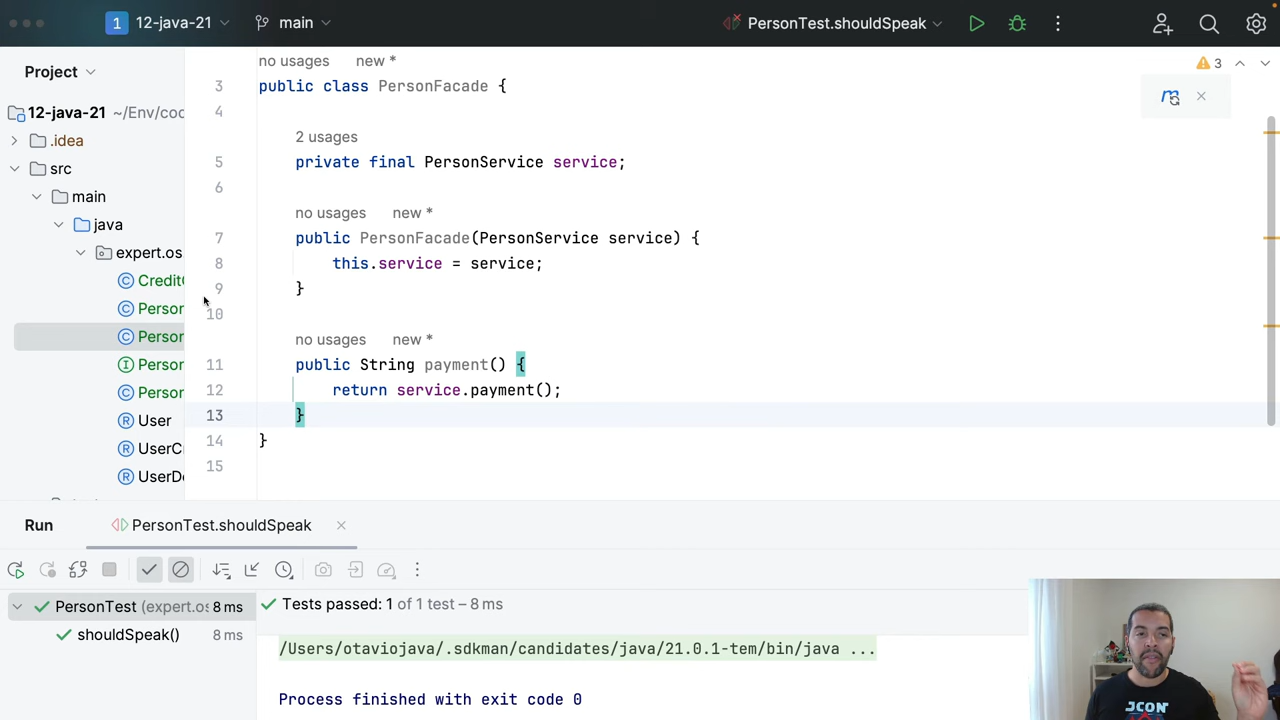 1 12-java-21 main PersonTest.shouldSpeak
Project
12-java-21 ~/Env/coc
.idea
src
main
java
expert.os
Credit
Person
Person
Person
Person
User
UserCr
UserDe
no usages new *
3 public class PersonFacade {
4
2 usages
5 private final PersonService service;
6
no usages new *
7 public PersonFacade(PersonService service) {
8 this.service = service;
9 }
10
no usages new *
11 public String payment() {
12 return service.payment();
13 }
14 }
15
3
Run PersonTest.shouldSpeak
PersonTest (expert.os 8 ms
shouldSpeak() 8 ms
Tests passed: 1 of 1 test – 8 ms
/Users/otaviojava/.sdkman/candidates/java/21.0.1-tem/bin/java ...
Process finished with exit code 0
JCON